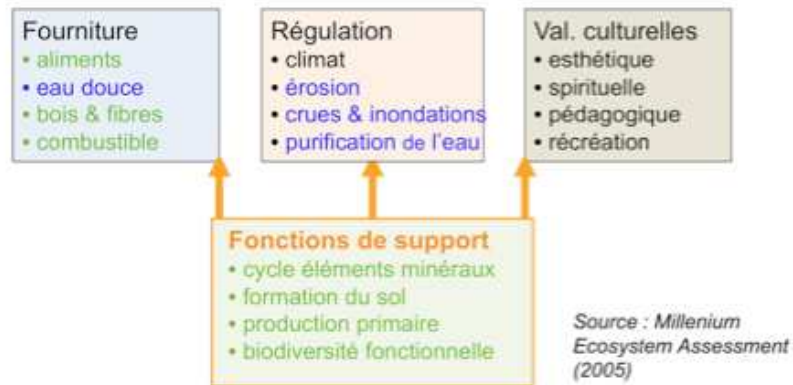 Fourniture
• aliments
• eau douce
• bois & fibres
• combustible
Régulation
• climat
• érosion
• crues & inondations
• purification de l'eau
Val. culturelles
• esthétique
• spirituelle
• pédagogique
• récréation
Fonctions de support
• cycle éléments minéraux
• formation du sol
• production primaire
• biodiversité fonctionnelle
Source : Millenium
Ecosystem Assessment
(2005)